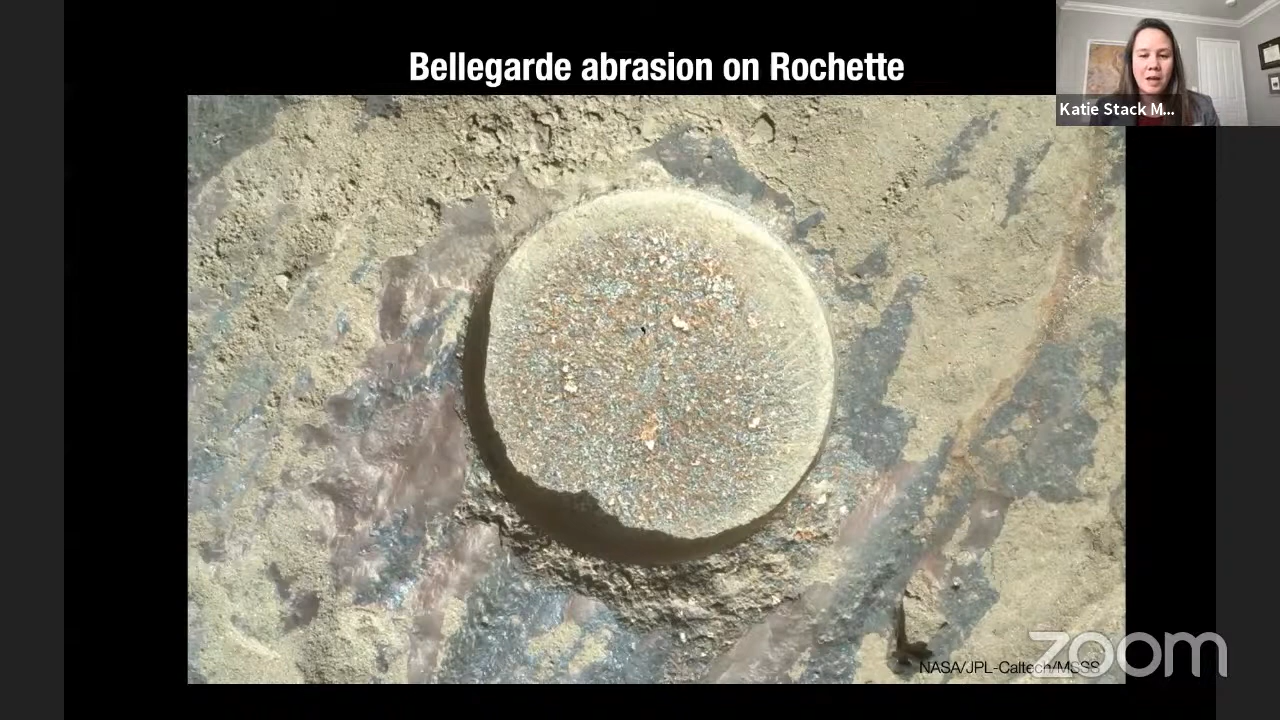 Bellegarde abrasion on Rochette
Katie Stack M...
NASA/JPL-Caltech/MSSS
zoom